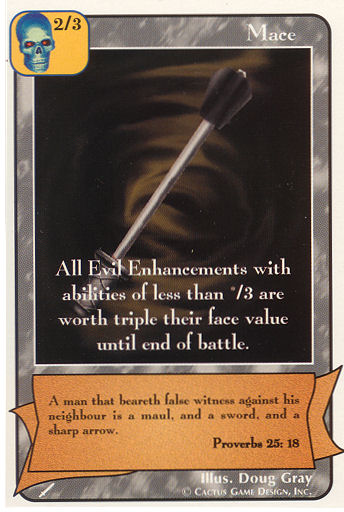 2/3
Mace
All Evil Enhancements with
abilities of less than */3 are
worth triple their face value
until end of battle.
A man that beareth false witness against his
neighbour is a maul, and a sword, and a
sharp arrow.
Proverbs 25: 18
Illus. Doug Gray
© Cactus Game Design, Inc.